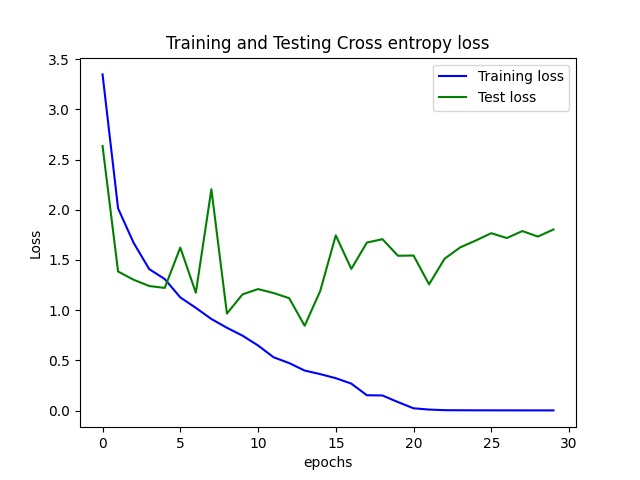 Training and Testing Cross entropy loss
Training loss
Test loss
Loss
3.5
3.0
2.5
2.0
1.5
1.0
0.5
0.0
0 5 10 15 20 25 30
epochs